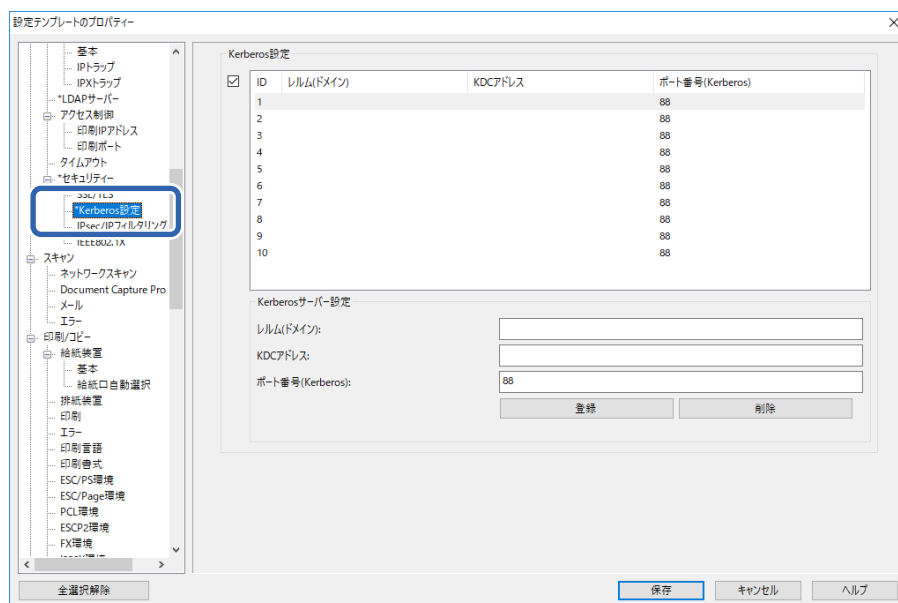 設定テンプレートのプロパティー
基本
IPトラップ
IPXトラップ
*LDAPサーバー
アクセス制御
印刷IPアドレス
印刷ポート
タイムアウト
*セキュリティー
SSL/TLS
*Kerberos設定
IPsec/IPフィルタリング
IEEE802.1X
スキャン
ネットワークスキャン
Document Capture Pro
メール
エラー
印刷/コピー
給紙装置
基本
給紙口自動選択
排紙装置
印刷
エラー
印刷言語
印刷書式
ESC/PS環境
ESC/Page環境
PCL環境
ESCP2環境
FX環境
全選択解除
Kerberos設定
ID レルム(ドメイン) KDCアドレス ポート番号(Kerberos)
1 88
2 88
3 88
4 88
5 88
6 88
7 88
8 88
9 88
10 88
Kerberosサーバー設定
レルム(ドメイン):
KDCアドレス:
ポート番号(Kerberos): 88
登録 削除
保存 キャンセル ヘルプ